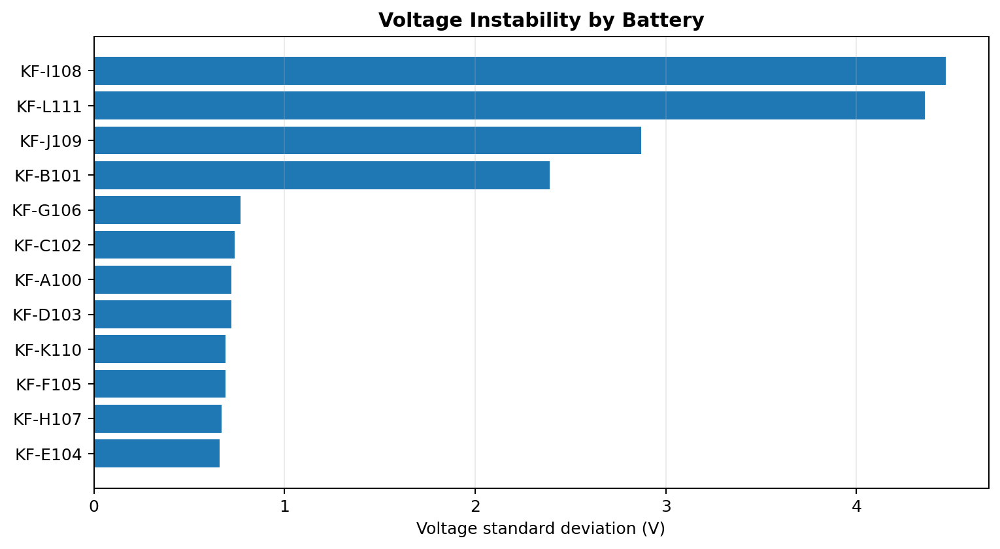 Voltage Instability by Battery
KF-I108
KF-L111
KF-J109
KF-B101
KF-G106
KF-C102
KF-A100
KF-D103
KF-K110
KF-F105
KF-H107
KF-E104
0 1 2 3 4
Voltage standard deviation (V)